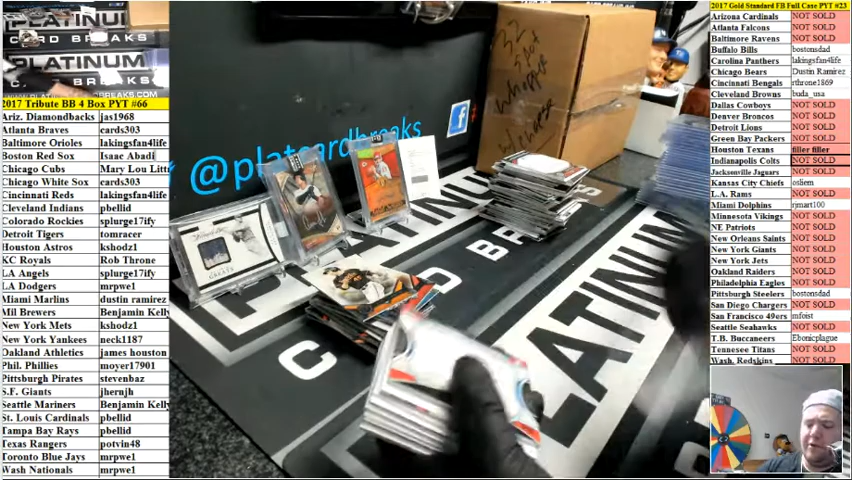 PLATINUM
CARD BREAKS
PLATINUM
2017 Tribute BB 4 Box PYT #66
Ariz. Diamondbacks jas1968
Atlanta Braves cards303
Baltimore Orioles lakingsfan4life
Boston Red Sox Isaac Abadi
Chicago Cubs Mary Lou Litt
Chicago White Sox cards303
Cincinnati Reds lakingsfan4life
Cleveland Indians pbellid
Colorado Rockies splurge17ify
Detroit Tigers tomracer
Houston Astros kshodz1
KC Royals Rob Throne
LA Angels splurge17ify
LA Dodgers mrpwe1
Miami Marlins dustin ramirez
Mil Brewers Benjamin Kelly
New York Mets kshodz1
New York Yankees neck1187
Oakland Athletics james houston
Phil. Phillies moyer17901
Pittsburgh Pirates stevenbaz
S.F. Giants jhernjh
Seattle Mariners Benjamin Kelly
St. Louis Cardinals pbellid
Tampa Bay Rays pbellid
Texas Rangers potvin48
Toronto Blue Jays mrpwe1
Wash Nationals mrpwe1
@platcardbreaks
f
32
Spot
Whopper
PLATINUM
C D BR KS
PLATINUM
2017 Gold Standard FB Full Case PYT #23
Arizona Cardinals NOT SOLD
Atlanta Falcons NOT SOLD
Baltimore Ravens NOT SOLD
Buffalo Bills bostonsdad
Carolina Panthers lakingsfan4life
Chicago Bears Dustin Ramirez
Cincinnati Bengals rthrone1869
Cleveland Browns buda_usa
Dallas Cowboys NOT SOLD
Denver Broncos NOT SOLD
Detroit Lions NOT SOLD
Green Bay Packers NOT SOLD
Houston Texans filler filler
Indianapolis Colts NOT SOLD
Jacksonville Jaguars NOT SOLD
Kansas City Chiefs osliem
L.A. Rams NOT SOLD
Miami Dolphins rjmart100
Minnesota Vikings NOT SOLD
NE Patriots NOT SOLD
New Orleans Saints NOT SOLD
New York Giants NOT SOLD
New York Jets NOT SOLD
Oakland Raiders NOT SOLD
Philadelphia Eagles NOT SOLD
Pittsburgh Steelers bostonsdad
San Diego Chargers NOT SOLD
San Francisco 49ers mfoist
Seattle Seahawks NOT SOLD
T.B. Buccaneers Ebonicplague
Tennesee Titans NOT SOLD
Wash. Redskins NOT SOLD